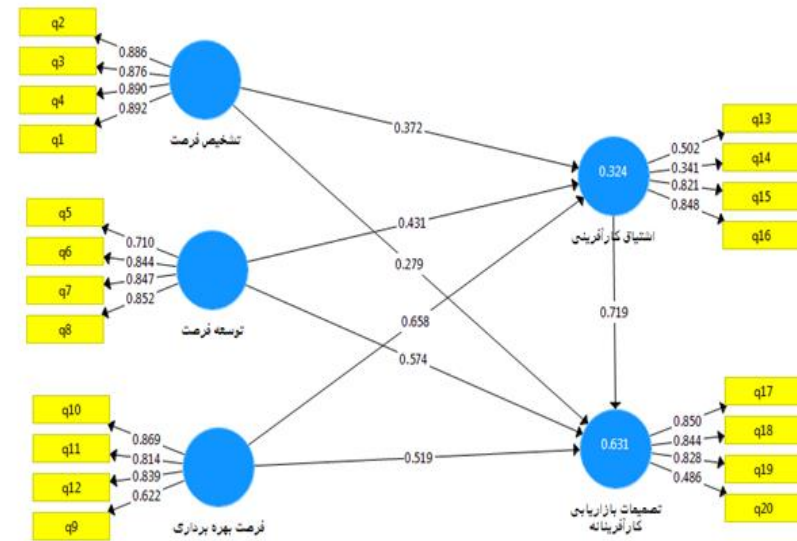 q2
q3
q4
q1
0.886
0.876
0.890
0.892
تشخیص فرصت
q5
q6
q7
q8
0.710
0.844
0.847
0.852
توسعه فرصت
q10
q11
q12
q9
0.869
0.814
0.839
0.622
فرصت بهره برداری
0.372
0.431
0.279
0.658
0.574
0.519
0.324
اشتیاق کارآفرینی
0.719
q13
q14
q15
q16
0.502
0.341
0.821
0.848
0.631
تصمیمات بازاریابی
کارآفرینانه
q17
q18
q19
q20
0.850
0.844
0.828
0.486